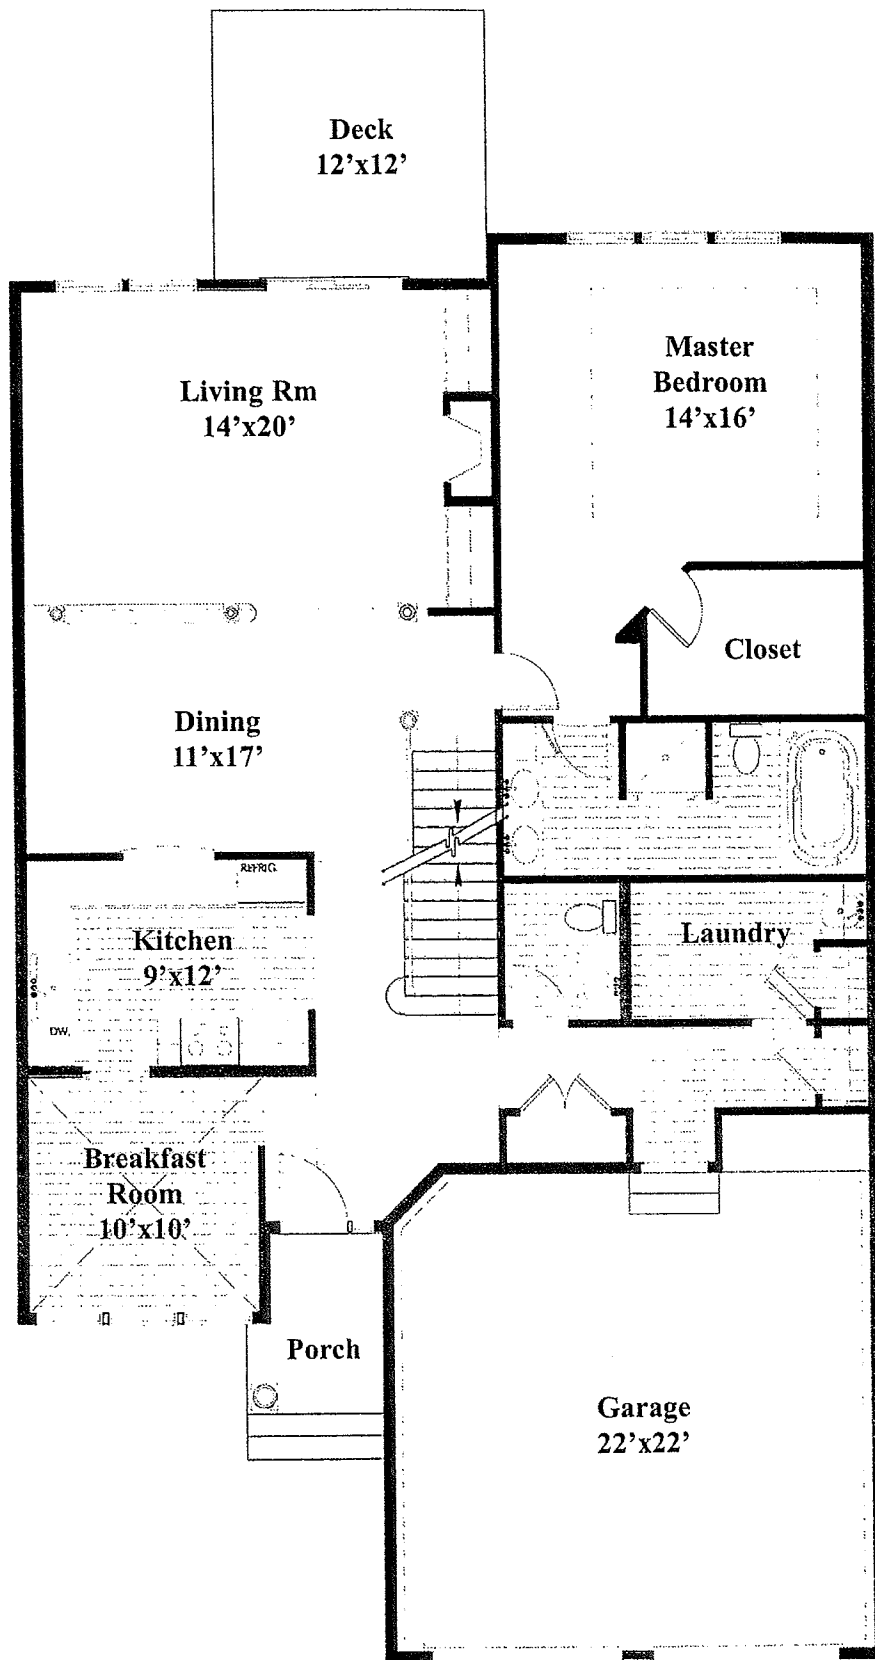 Deck
12’x12’
Master
Bedroom
14’x16’
Living Rm
14’x20’
Closet
Dining
11’x17’
REFRIG.
Kitchen
9’x12’
Laundry
DW.
Breakfast
Room
10’x10’
Porch
Garage
22’x22’